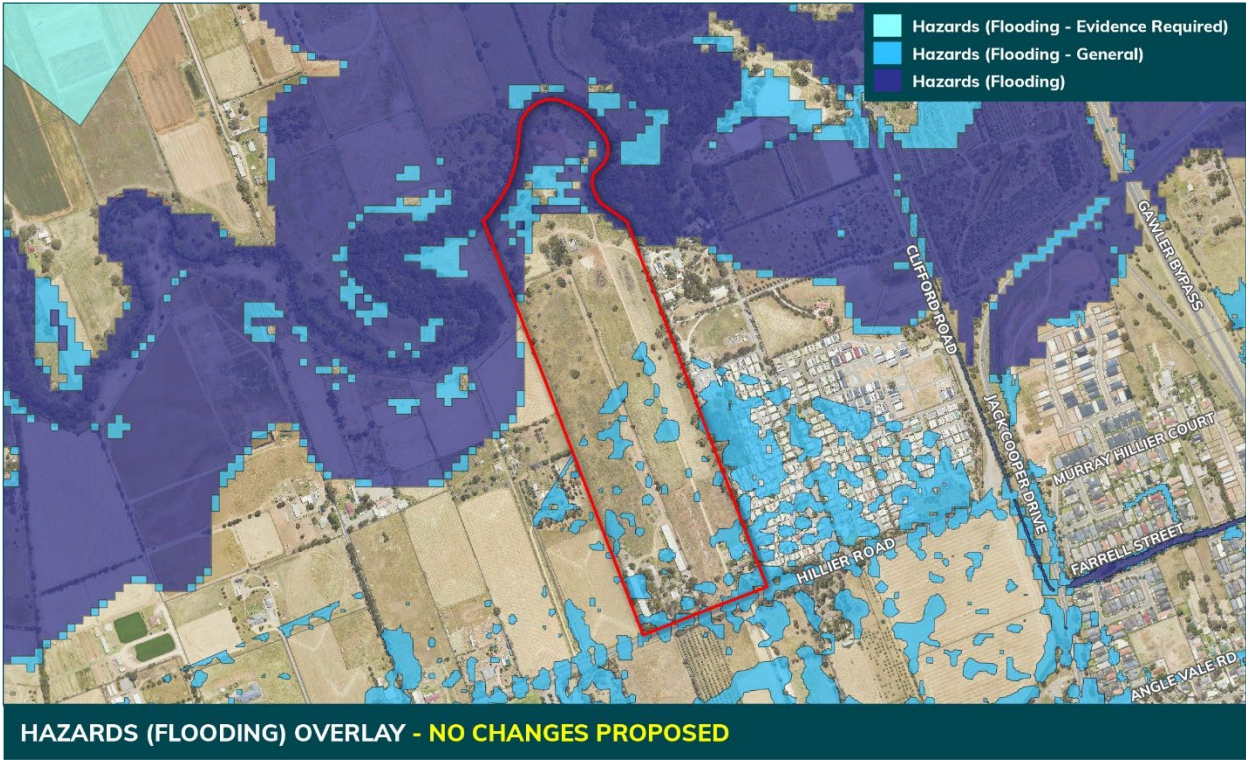 Hazards (Flooding - Evidence Required)
Hazards (Flooding - General)
Hazards (Flooding)
GAWLER BYPASS
CLIFFORD ROAD
JACK COOPER DRIVE
MURRAY HILLIER COURT
FARRELL STREET
HILLIER ROAD
ANGLE VALE RD
HAZARDS (FLOODING) OVERLAY - NO CHANGES PROPOSED